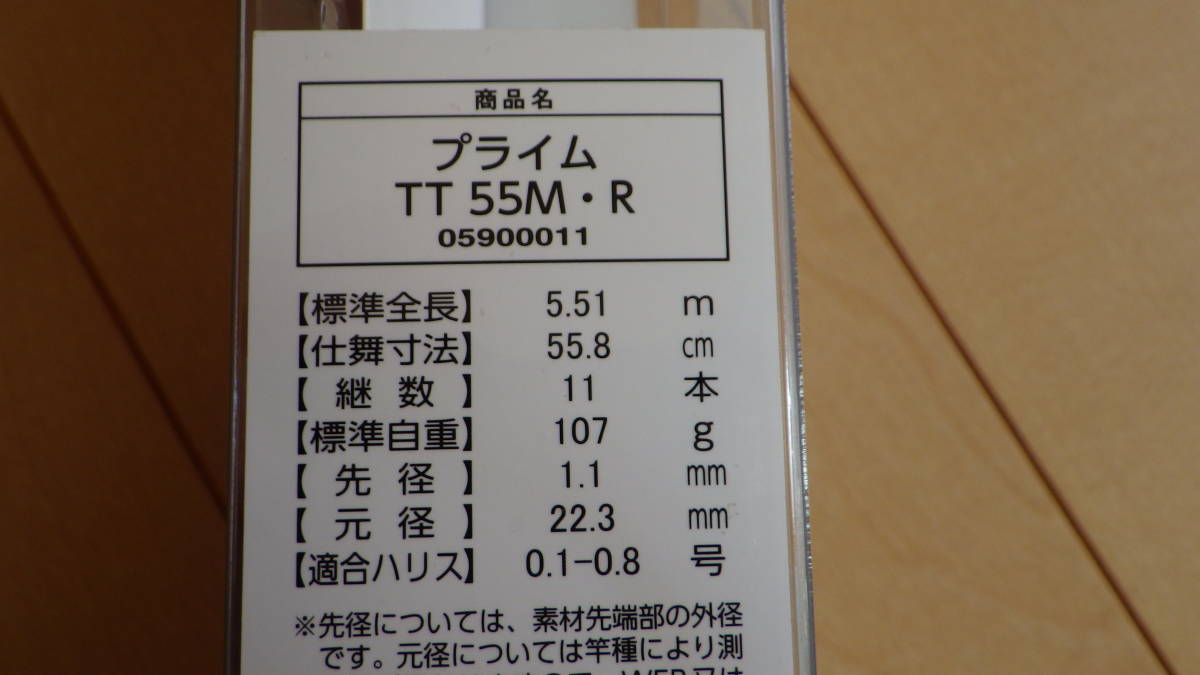 商品名
プライム
TT 55M・R
05900011
【標準全長】 5.51 m
【仕舞寸法】 55.8 cm
【継数】 11 本
【標準自重】 107 g
【先径】 1.1 mm
【元径】 22.3 mm
【適合ハリス】 0.1-0.8 号
※先径については、素材先端部の外径
です。元径については竿種により測